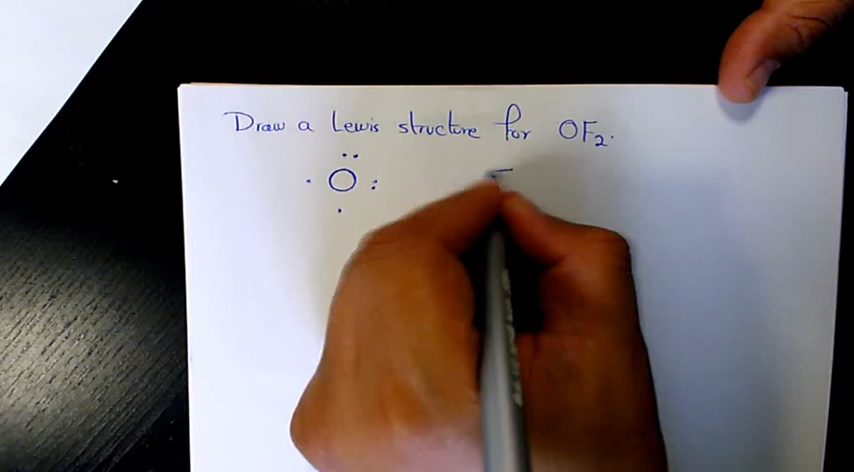 Draw a Lewis structure for OF₂.
O